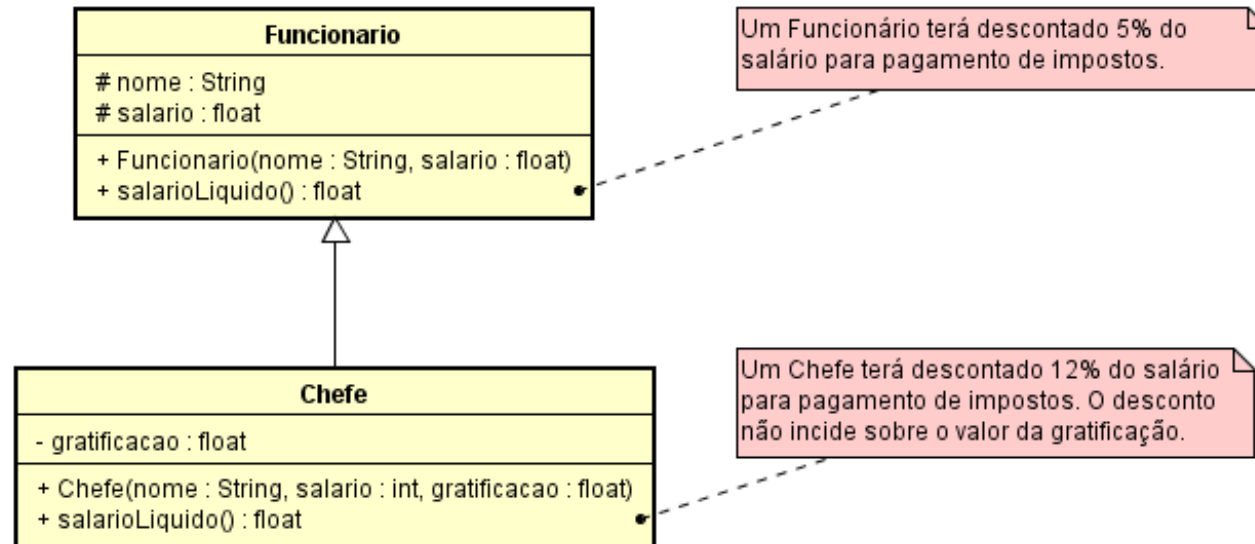 Funcionario
# nome : String
# salario : float
+ Funcionario(nome : String, salario : float)
+ salarioLiquido() : float
Um Funcionário terá descontado 5% do
salário para pagamento de impostos.
Chefe
- gratificacao : float
+ Chefe(nome : String, salario : int, gratificacao : float)
+ salarioLiquido() : float
Um Chefe terá descontado 12% do salário
para pagamento de impostos. O desconto
não incide sobre o valor da gratificação.